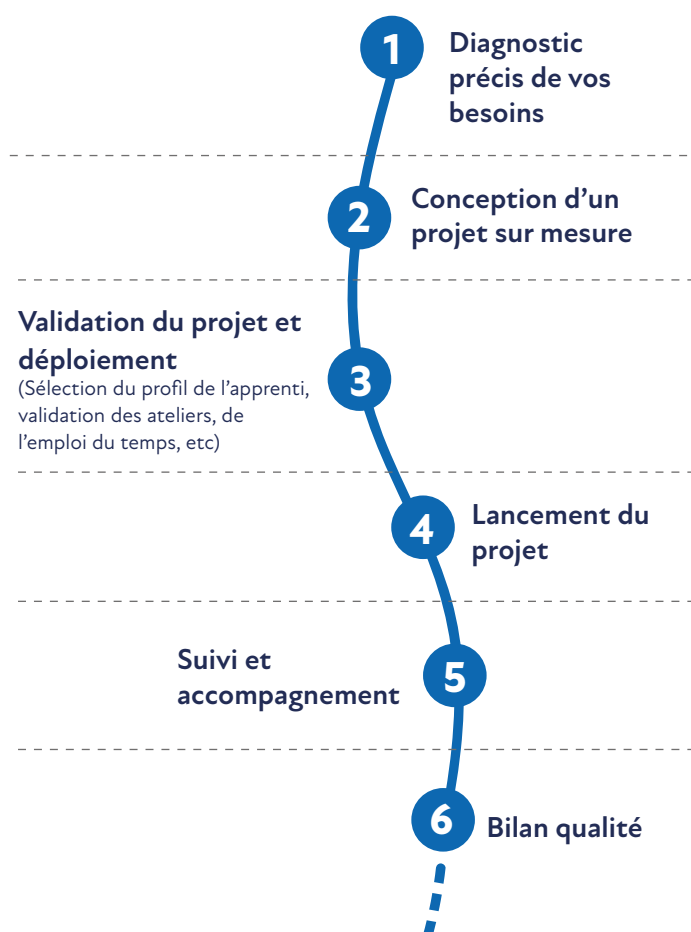 1
Diagnostic
précis de vos
besoins
2
Conception d’un
projet sur mesure
Validation du projet et
déploiement
(Sélection du profil de l’apprenti,
validation des ateliers, de
l’emploi du temps, etc)
3
4
Lancement du
projet
Suivi et
accompagnement
5
6
Bilan qualité